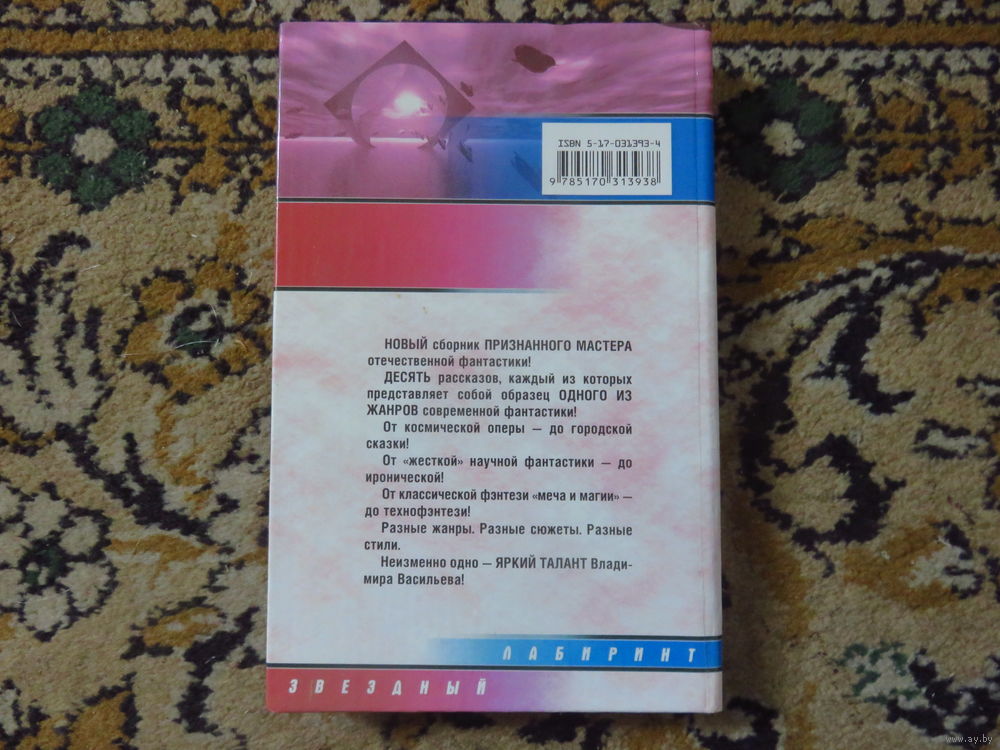 ISBN 5-17-031393-4
9 785170 313938
НОВЫЙ сборник ПРИЗНАННОГО МАСТЕРА
отечественной фантастики!
ДЕСЯТЬ рассказов, каждый из которых
представляет собой образец ОДНОГО ИЗ
ЖАНРОВ современной фантастики!
От космической оперы — до городской
сказки!
От «жесткой» научной фантастики — до
иронической!
От классической фэнтези «меча и магии» —
до технофэнтези!
Разные жанры. Разные сюжеты. Разные
стили.
Неизменно одно — ЯРКИЙ ТАЛАНТ Влади-
мира Васильева!
ЛАБИРИНТ
ЗВЕЗДНЫЙ
www.ay.by